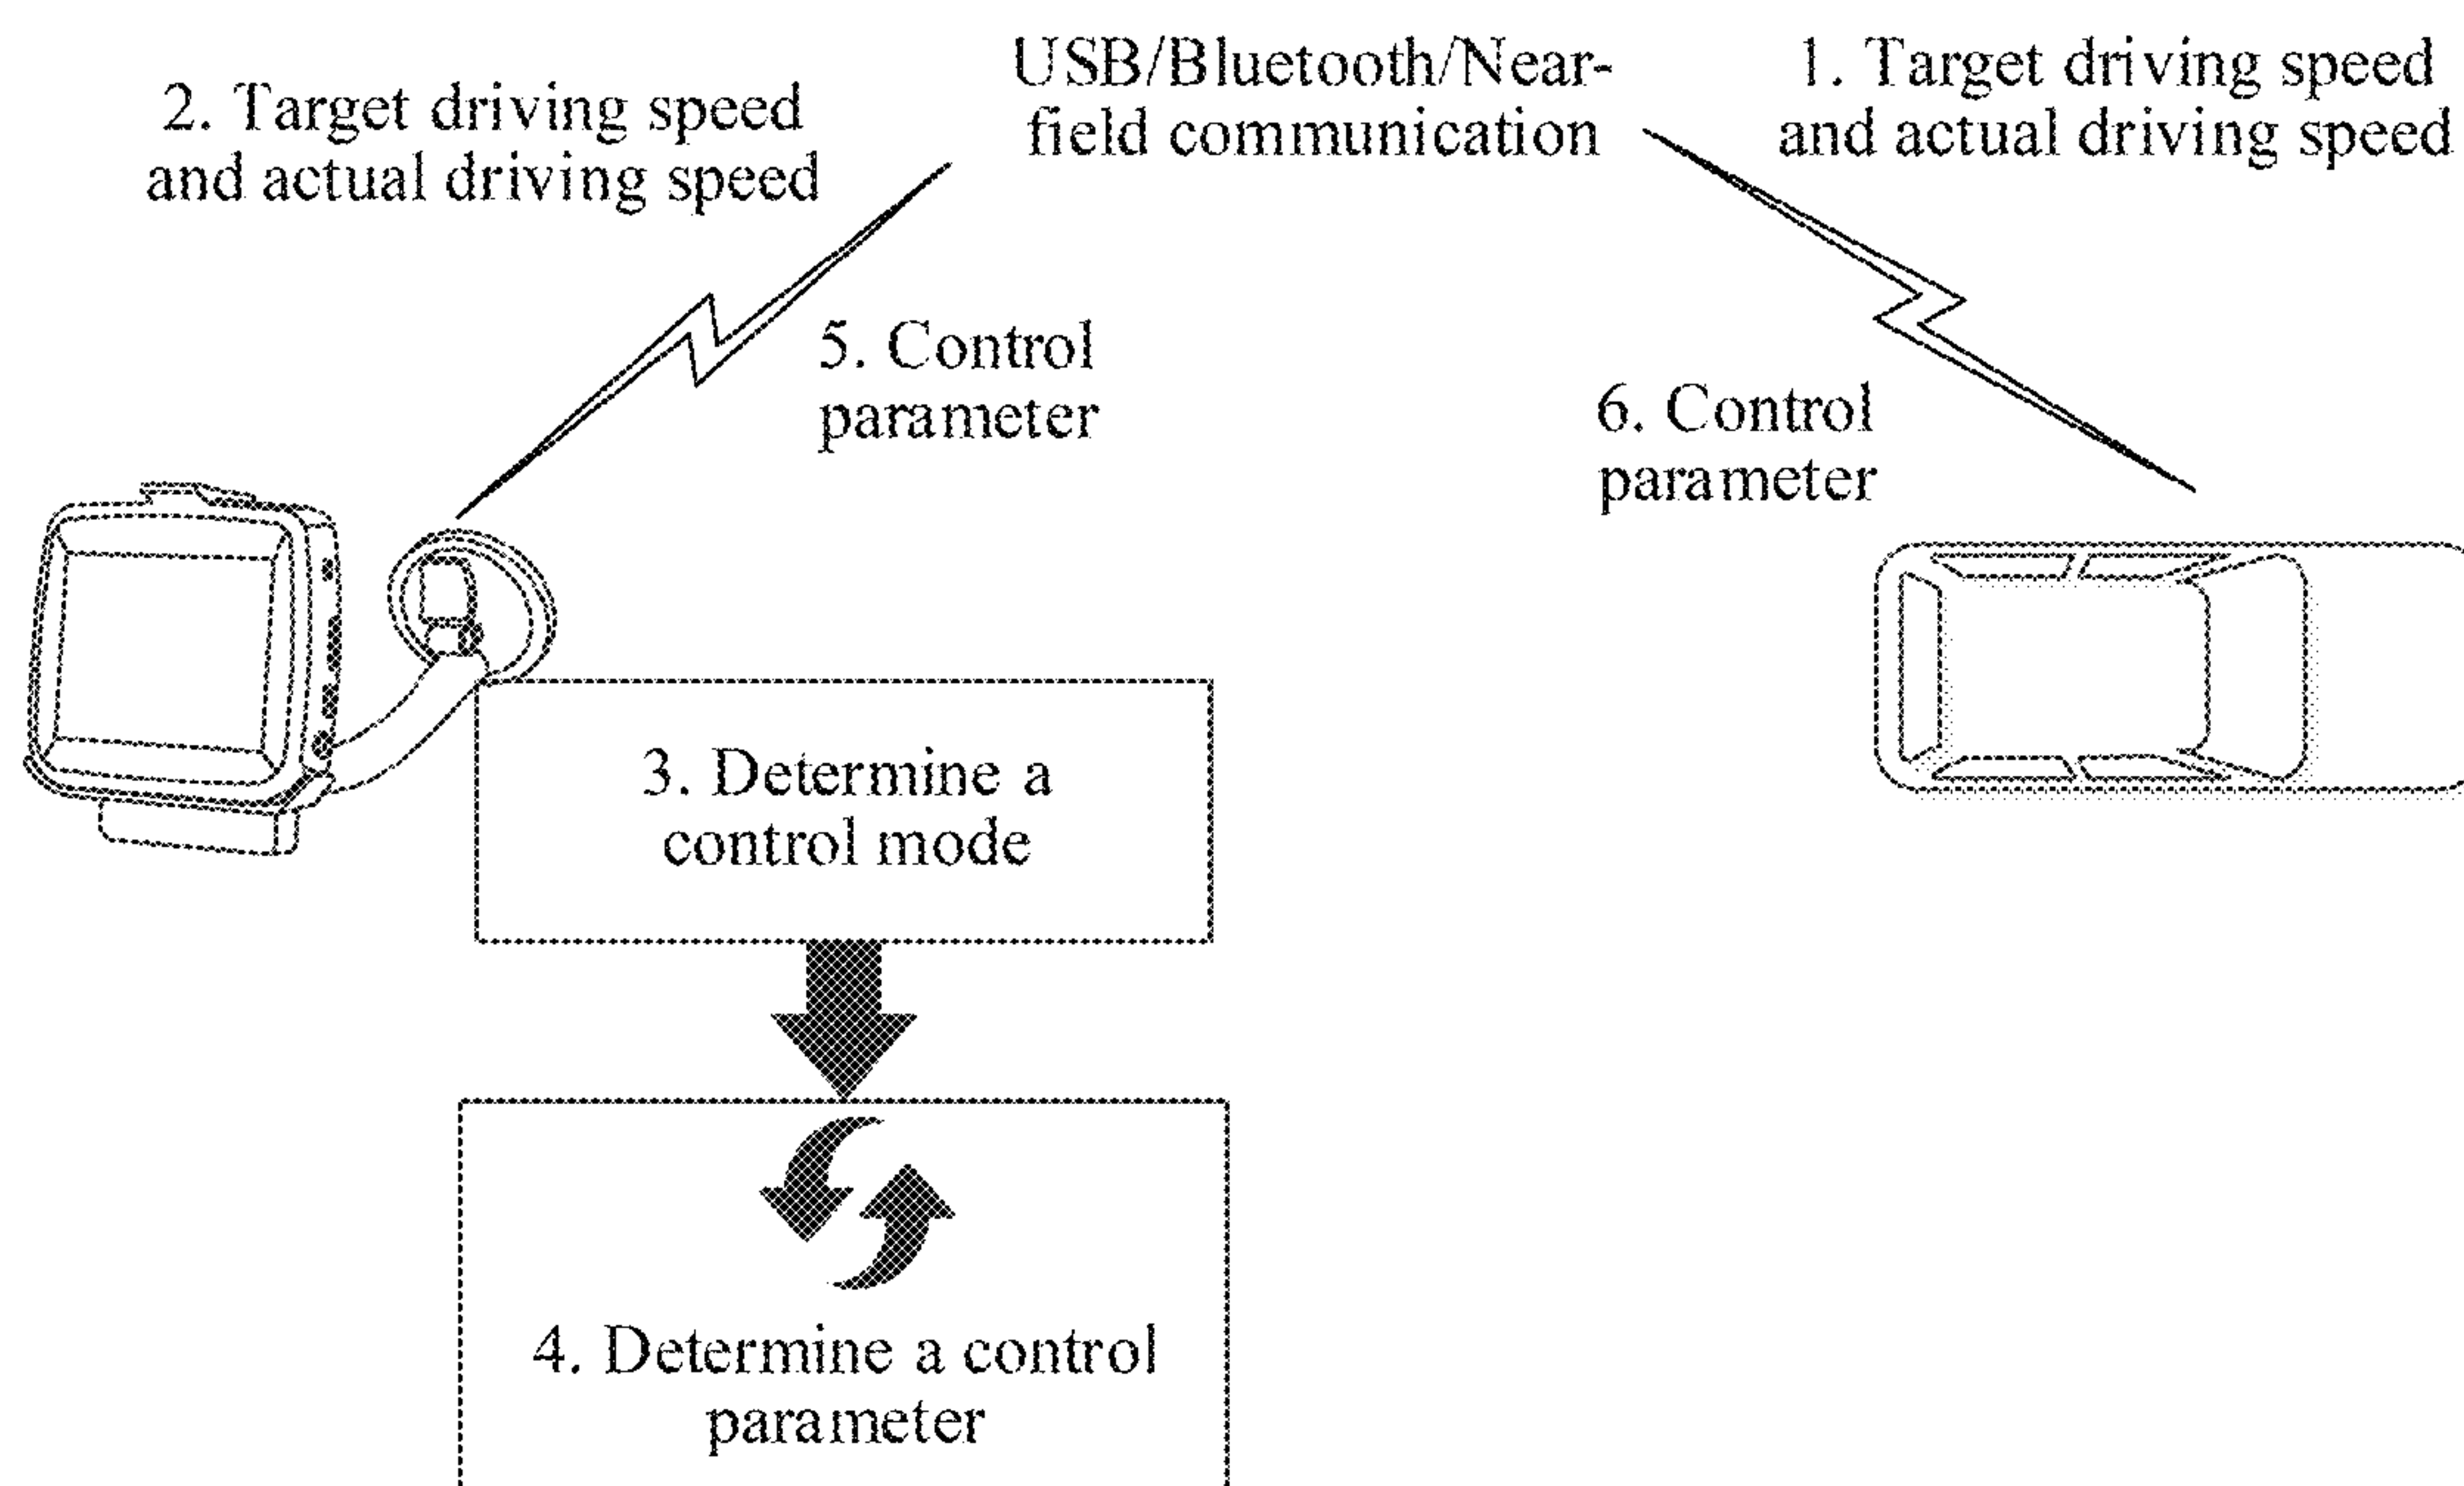 USB/Bluetooth/Near-
field communication
1. Target driving speed
and actual driving speed
2. Target driving speed
and actual driving speed
5. Control
parameter
6. Control
parameter
3. Determine a
control mode
4. Determine a control
parameter